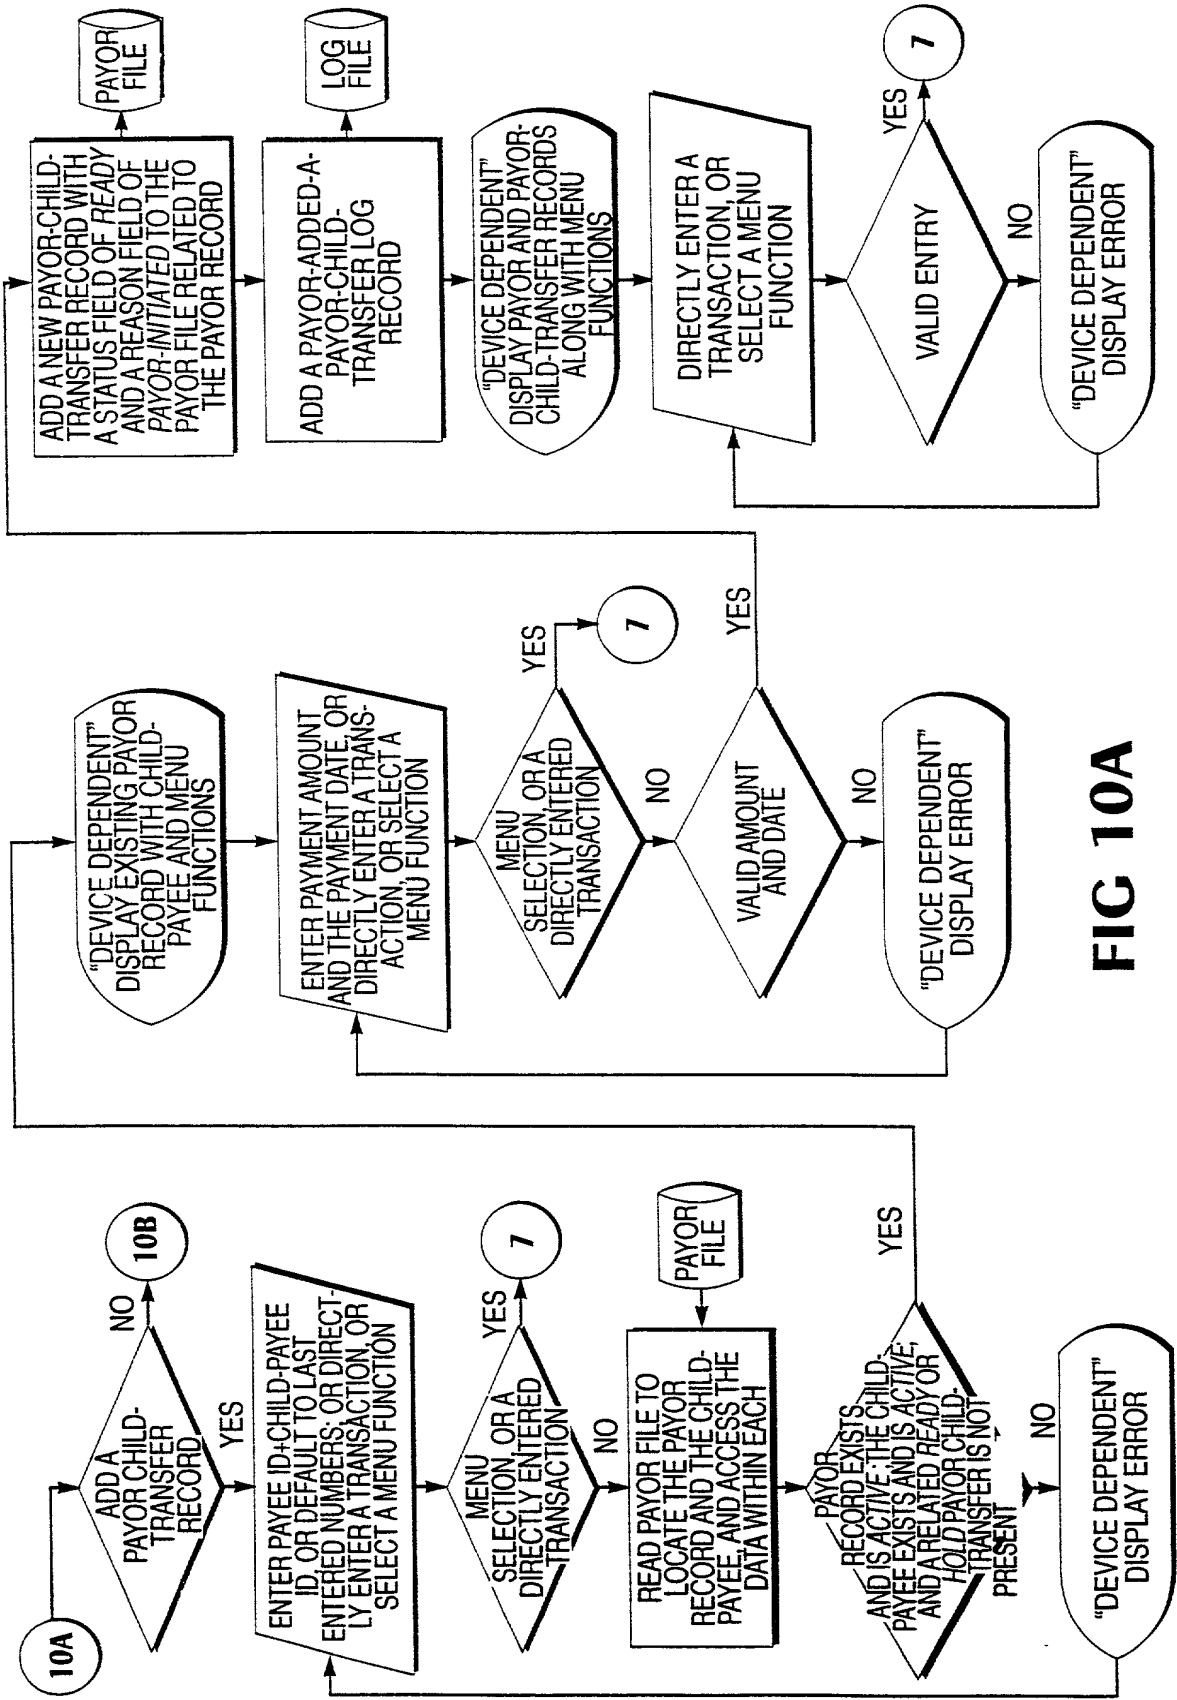 10A
ADD A
PAYOR CHILD-
TRANSFER
RECORD
NO
10B
YES
ENTER PAYEE ID+CHILD-PAYEE
ID, OR DEFAULT TO LAST
ENTERED NUMBERS; OR DIRECT-
LY ENTER A TRANSACTION, OR
SELECT A MENU FUNCTION
MENU
SELECTION, OR A
DIRECTLY ENTERED
TRANSACTION
YES
7
NO
READ PAYOR FILE TO
LOCATE THE PAYOR
RECORD AND THE CHILD-
PAYEE, AND ACCESS THE
DATA WITHIN EACH
PAYOR
FILE
PAYOR
RECORD EXISTS
AND IS ACTIVE;THE CHILD-
PAYEE EXISTS AND IS ACTIVE;
AND A RELATED READY OR
HOLD PAYOR CHILD-
TRANSFER IS NOT
PRESENT
YES
NO
"DEVICE DEPENDENT"
DISPLAY ERROR
"DEVICE DEPENDENT"
DISPLAY EXISTING PAYOR
RECORD WITH CHILD-
PAYEE AND MENU
FUNCTIONS
ENTER PAYMENT AMOUNT
AND THE PAYMENT DATE, OR
DIRECTLY ENTER A TRANS-
ACTION, OR SELECT A
MENU FUNCTION
MENU
SELECTION, OR A
DIRECTLY ENTERED
TRANSACTION
YES
7
NO
VALID AMOUNT
AND DATE
YES
NO
"DEVICE DEPENDENT"
DISPLAY ERROR
ADD A NEW PAYOR-CHILD-
TRANSFER RECORD WITH
A STATUS FIELD OF READY
AND A REASON FIELD OF
PAYOR-INITIATED TO THE
PAYOR FILE RELATED TO
THE PAYOR RECORD
PAYOR
FILE
ADD A PAYOR-ADDED-A-
PAYOR-CHILD-
TRANSFER LOG
RECORD
LOG
FILE
"DEVICE DEPENDENT"
DISPLAY PAYOR AND PAYOR-
CHILD-TRANSFER RECORDS
ALONG WITH MENU
FUNCTIONS
DIRECTLY ENTER A
TRANSACTION, OR
SELECT A MENU
FUNCTION
VALID ENTRY
YES
7
NO
"DEVICE DEPENDENT"
DISPLAY ERROR
FIG 10A